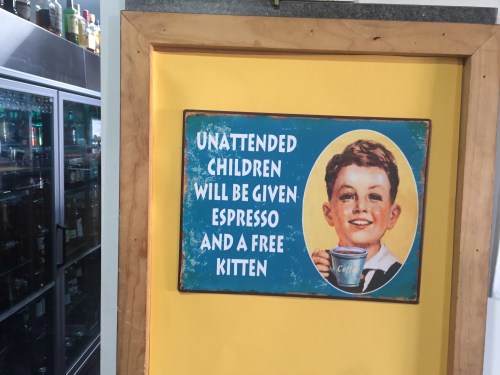 UNATTENDED
CHILDREN
WILL BE GIVEN
ESPRESSO
AND A FREE
KITTEN
Coffee